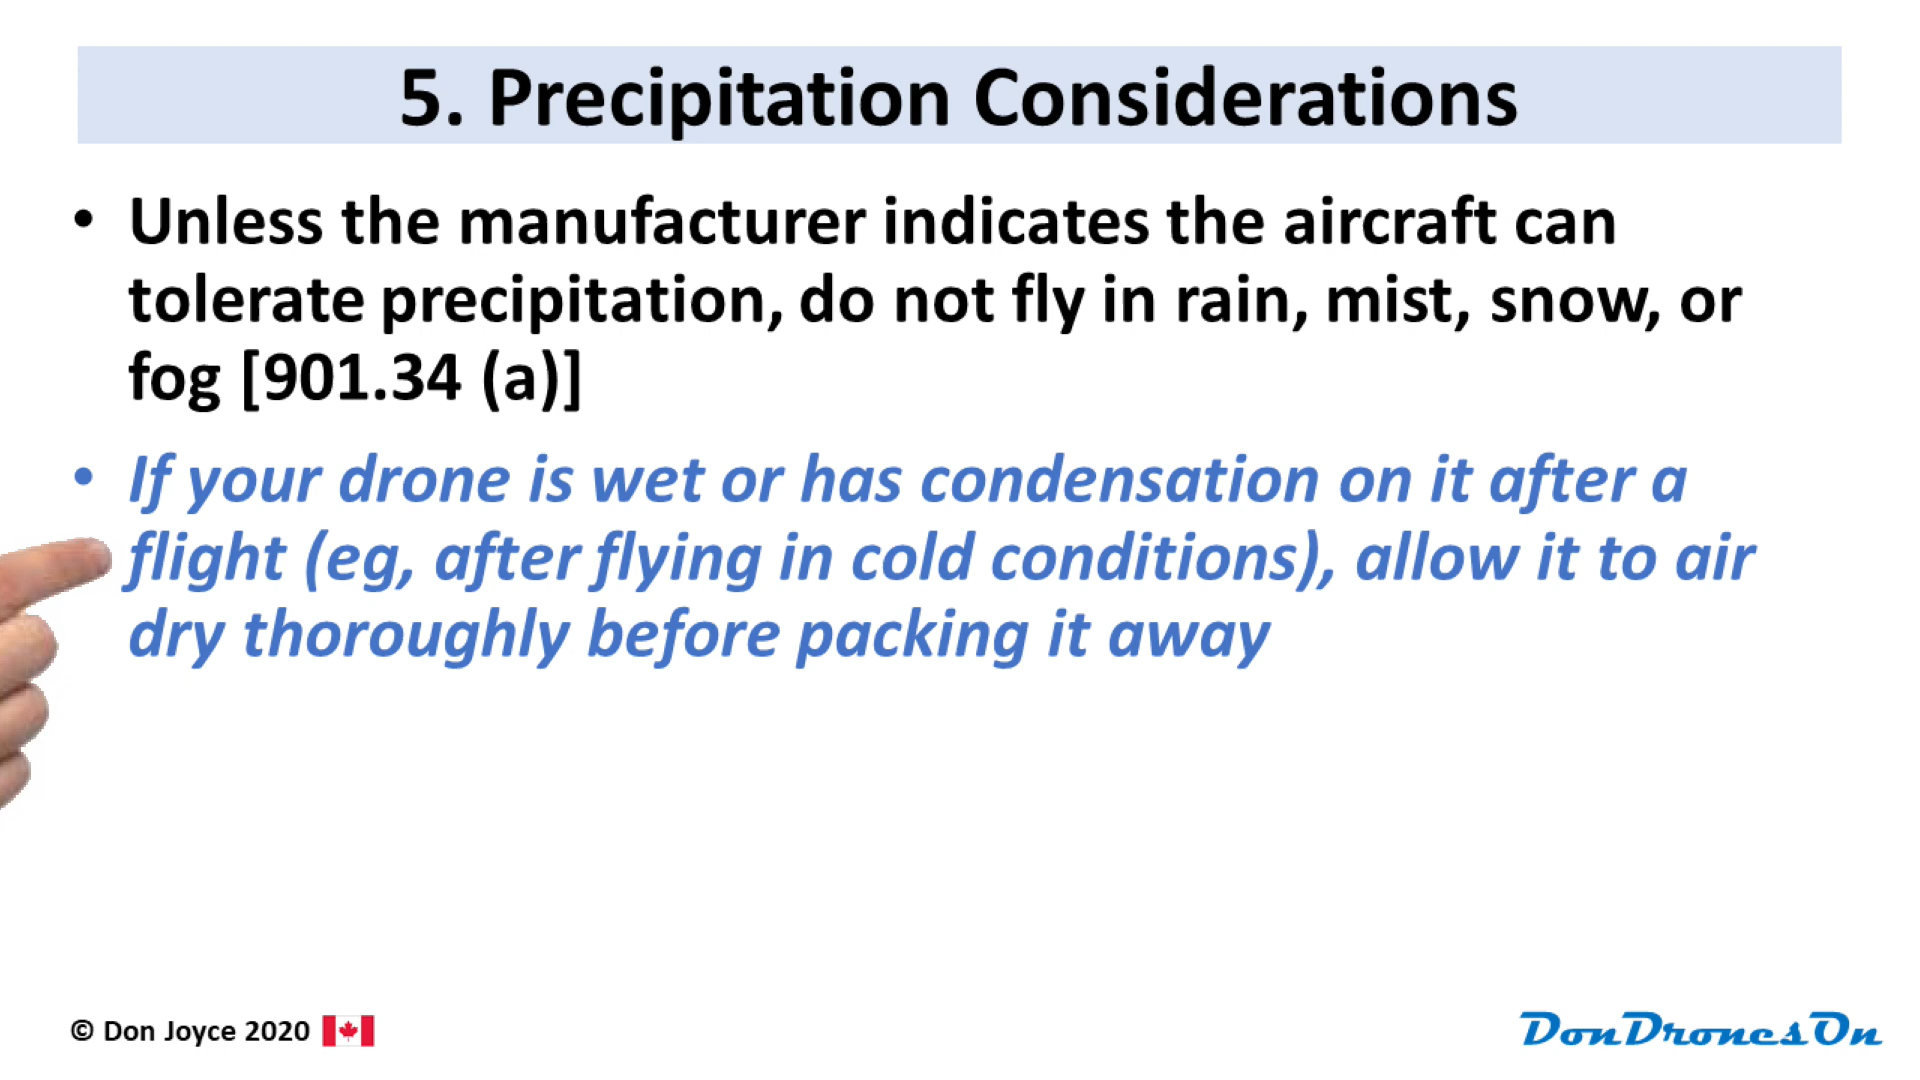 5. Precipitation Considerations
• Unless the manufacturer indicates the aircraft can
tolerate precipitation, do not fly in rain, mist, snow, or
fog [901.34 (a)]
• If your drone is wet or has condensation on it after a
flight (eg, after flying in cold conditions), allow it to air
dry thoroughly before packing it away
© Don Joyce 2020
DonDronesOn